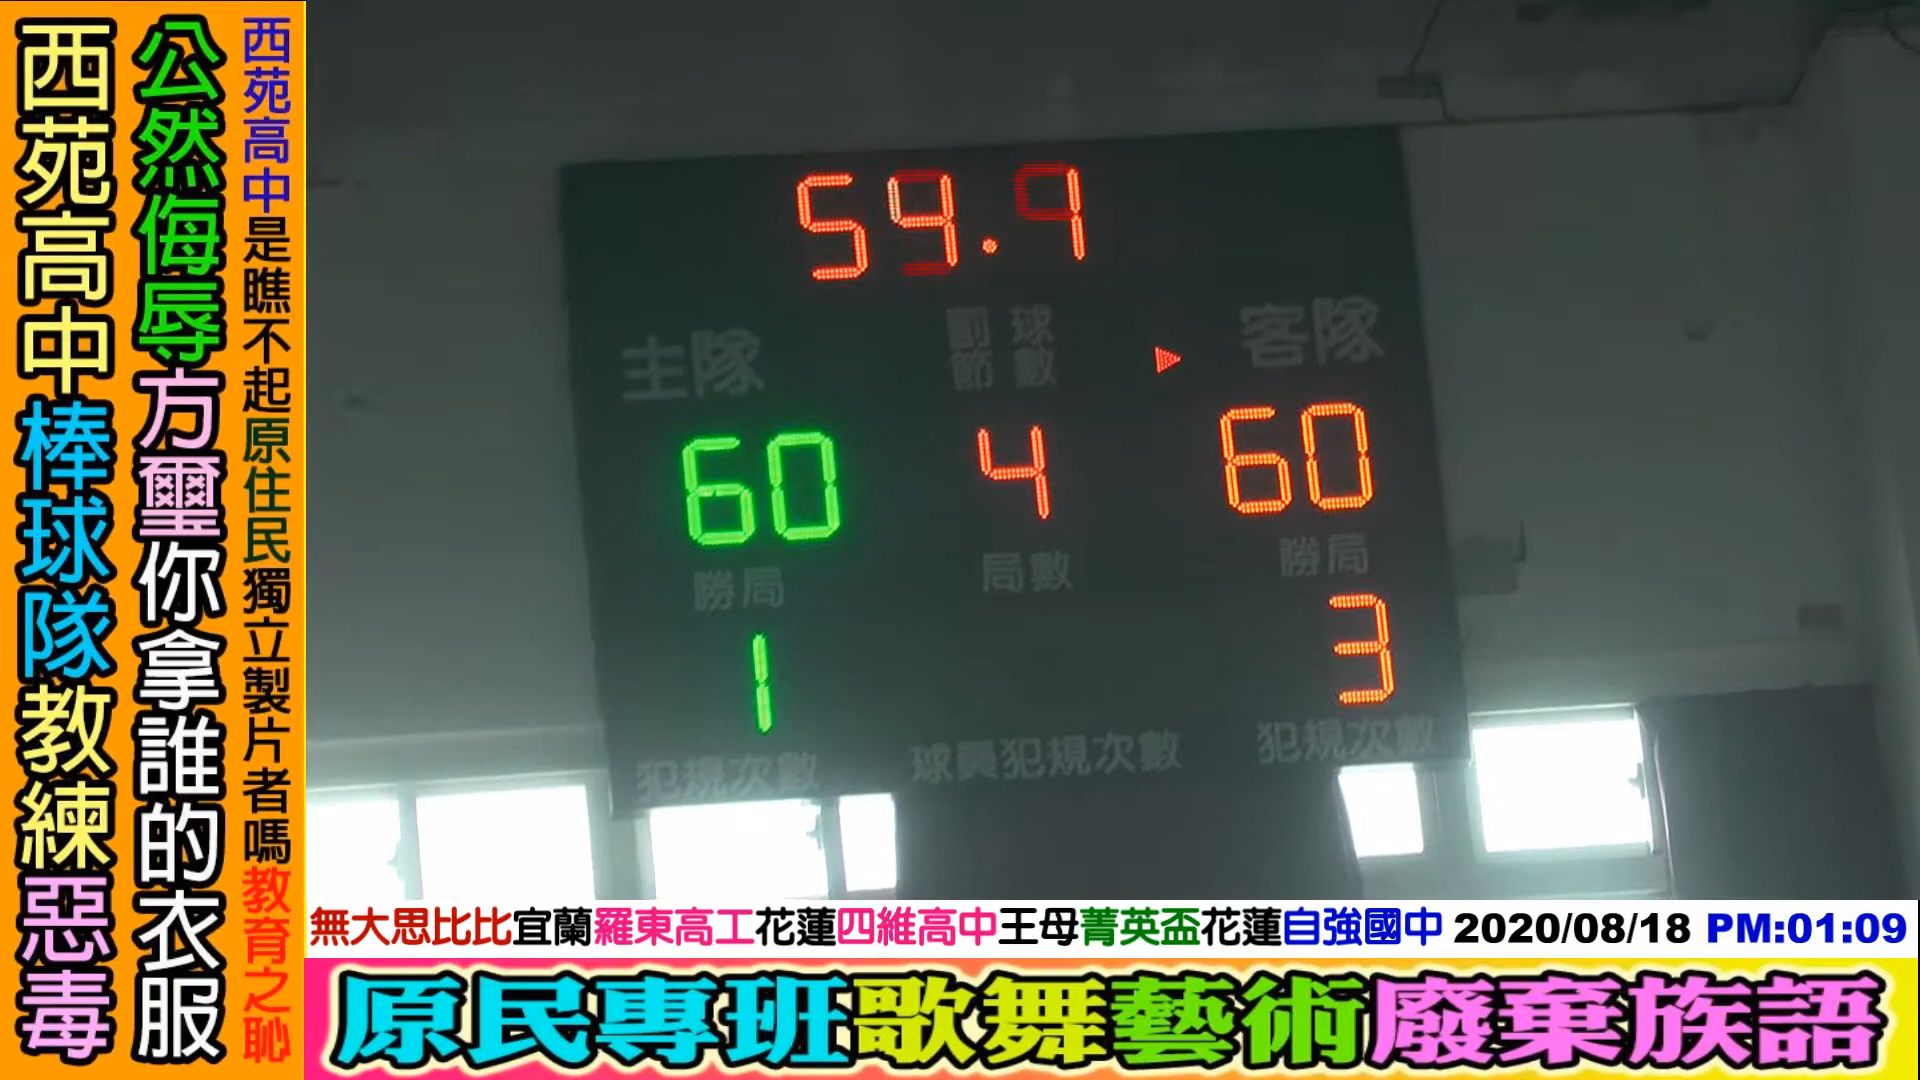 西苑高中棒球隊教練惡毒
公然侮辱方璽你拿誰的衣服
西苑高中是瞧不起原住民獨立製片者嗎教育之恥
59.9
主隊
罰球
節數
客隊
60
4
60
勝局
局數
勝局
1
3
犯規次數
球員犯規次數
犯規次數
無大思比比宜蘭羅東高工花蓮四維高中王母菁英盃花蓮自強國中 2020/08/18 PM:01:09
原民專班歌舞藝術廢棄族語